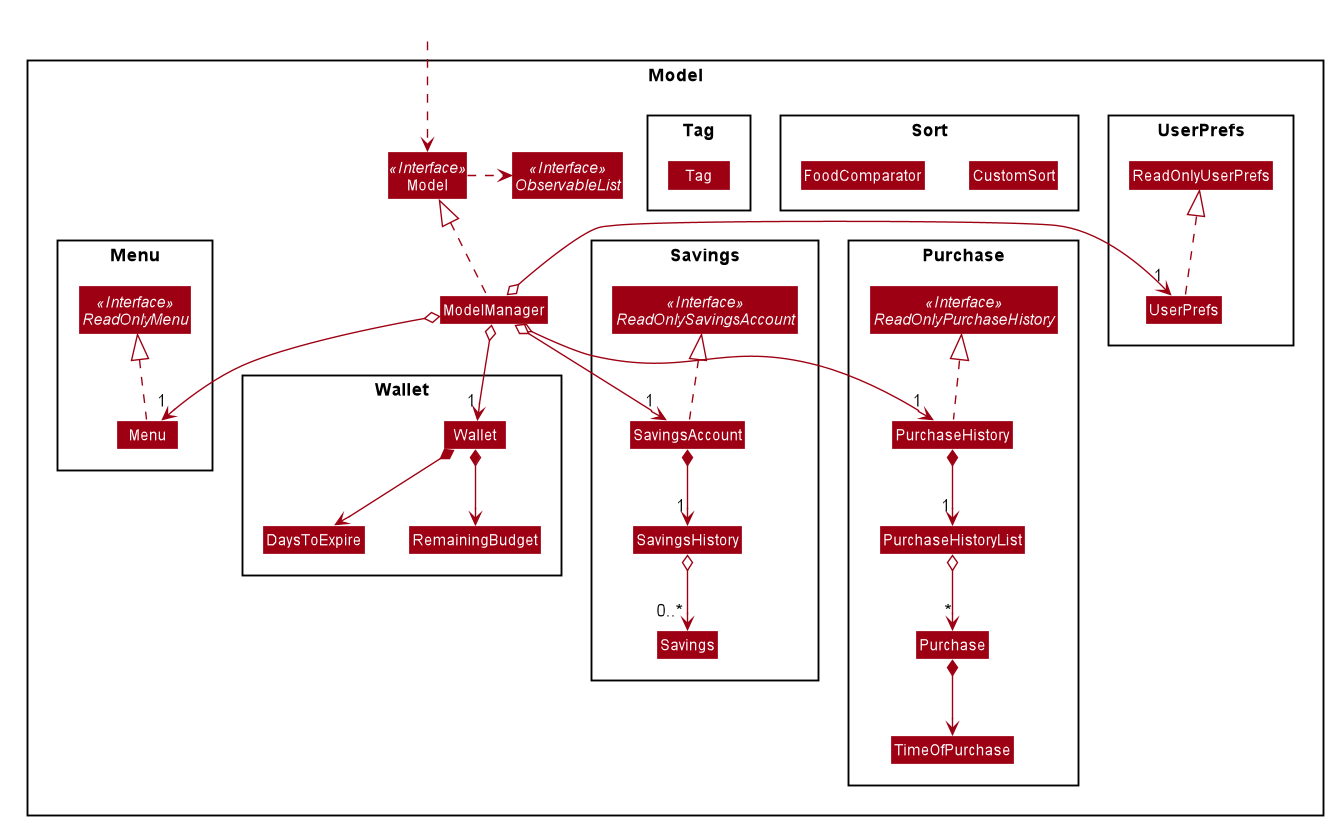 Model
Tag
Tag
Sort
FoodComparator
CustomSort
UserPrefs
ReadOnlyUserPrefs
1
UserPrefs
«Interface»
Model
«Interface»
ObservableList
ModelManager
Menu
«Interface»
ReadOnlyMenu
1
Menu
Wallet
1
Wallet
DaysToExpire
RemainingBudget
Savings
«Interface»
ReadOnlySavingsAccount
1
SavingsAccount
1
SavingsHistory
0..*
Savings
Purchase
«Interface»
ReadOnlyPurchaseHistory
1
PurchaseHistory
1
PurchaseHistoryList
*
Purchase
TimeOfPurchase